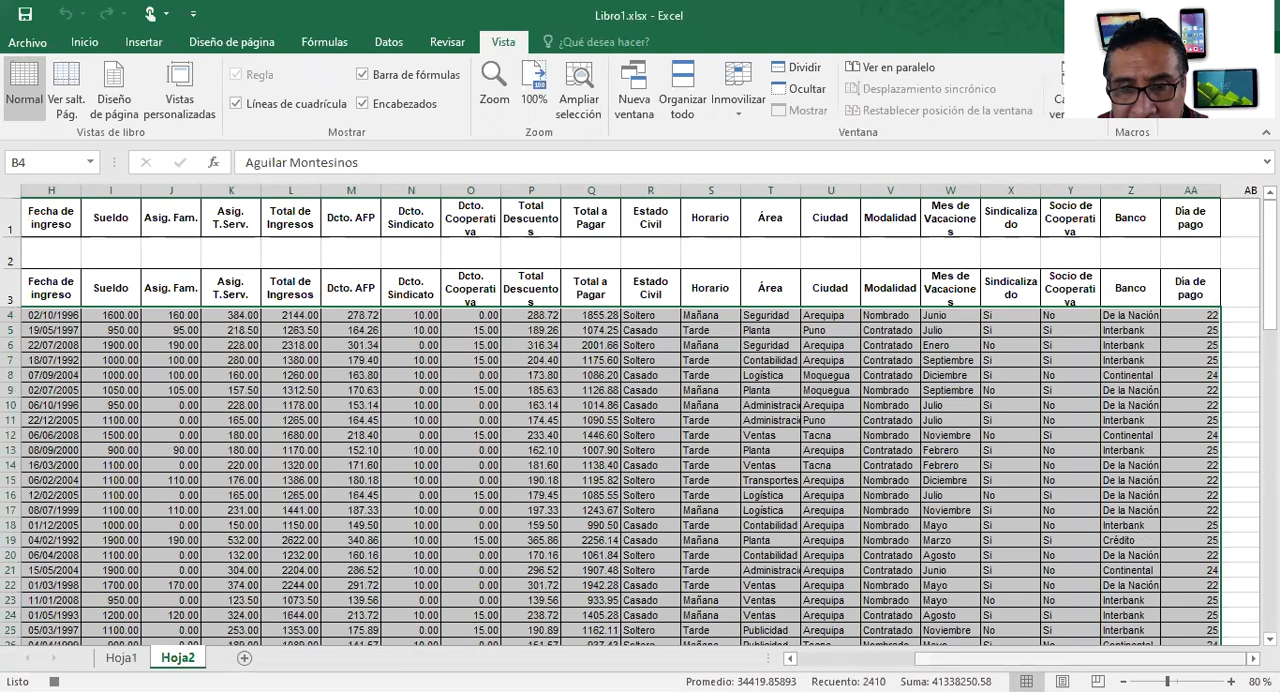 Libro1.xlsx - Excel
Archivo Inicio Insertar Diseño de página Fórmulas Datos Revisar Vista ¿Qué desea hacer?
Normal Ver salt. Pág. Diseño de página Vistas personalizadas
Regla Barra de fórmulas
Líneas de cuadrícula Encabezados
Zoom 100% Ampliar selección
Nueva ventana Organizar todo Inmovilizar
Dividir Ver en paralelo
Ocultar Desplazamiento sincrónico
Mostrar Restablecer posición de la ventana
Vistas de libro Mostrar Zoom Ventana Macros
B4 fx Aguilar Montesinos
H I J K L M N O P Q R S T U V W X Y Z AA AB
1 Fecha de ingreso Sueldo Asig. Fam. Asig. T.Serv. Total de Ingresos Dcto. AFP Dcto. Sindicato Dcto. Cooperativa Total Descuentos Total a Pagar Estado Civil Horario Área Ciudad Modalidad Mes de Vacaciones Sindicalizado Socio de Cooperativa Banco Día de pago
2
3 Fecha de ingreso Sueldo Asig. Fam. Asig. T.Serv. Total de Ingresos Dcto. AFP Dcto. Sindicato Dcto. Cooperativa Total Descuentos Total a Pagar Estado Civil Horario Área Ciudad Modalidad Mes de Vacaciones Sindicalizado Socio de Cooperativa Banco Día de pago
4 02/10/1996 1600.00 160.00 384.00 2144.00 278.72 10.00 0.00 288.72 1855.28 Soltero Mañana Seguridad Arequipa Nombrado Junio Si No De la Nación 22
5 19/05/1997 950.00 95.00 218.50 1263.50 164.26 10.00 15.00 189.26 1074.25 Casado Tarde Planta Puno Contratado Julio Si Si Interbank 25
6 22/07/2008 1900.00 190.00 228.00 2318.00 301.34 0.00 15.00 316.34 2001.66 Soltero Mañana Seguridad Arequipa Contratado Enero No Si Interbank 25
7 18/07/1992 1000.00 100.00 280.00 1380.00 179.40 10.00 15.00 204.40 1175.60 Soltero Tarde Contabilidad Arequipa Contratado Septiembre Si Si Interbank 25
8 07/09/2004 1000.00 100.00 160.00 1260.00 163.80 10.00 0.00 173.80 1086.20 Casado Tarde Logística Moquegua Contratado Diciembre Si No Continental 24
9 02/07/2005 1050.00 105.00 157.50 1312.50 170.63 0.00 15.00 185.63 1126.88 Casado Mañana Planta Moquegua Nombrado Septiembre No Si De la Nación 22
10 06/10/1996 950.00 0.00 228.00 1178.00 153.14 10.00 0.00 163.14 1014.86 Casado Mañana Administraci Arequipa Nombrado Julio Si No De la Nación 22
11 22/12/2005 1100.00 0.00 165.00 1265.00 164.45 10.00 0.00 174.45 1090.55 Casado Tarde Administraci Puno Contratado Julio Si No Interbank 25
12 06/06/2008 1500.00 0.00 180.00 1680.00 218.40 0.00 15.00 233.40 1446.60 Soltero Tarde Ventas Tacna Nombrado Noviembre No Si Continental 24
13 08/09/2000 900.00 90.00 180.00 1170.00 152.10 10.00 0.00 162.10 1007.90 Casado Tarde Planta Arequipa Nombrado Febrero Si No Interbank 25
14 16/03/2000 1100.00 0.00 220.00 1320.00 171.60 10.00 0.00 181.60 1138.40 Casado Tarde Ventas Tacna Contratado Febrero Si No De la Nación 22
15 06/02/2004 1100.00 110.00 176.00 1386.00 180.18 10.00 0.00 190.18 1195.82 Soltero Tarde Transportes Arequipa Nombrado Diciembre Si No De la Nación 22
16 12/02/2005 1100.00 0.00 165.00 1265.00 164.45 0.00 15.00 179.45 1085.55 Casado Tarde Logística Arequipa Nombrado Julio No Si De la Nación 22
17 08/07/1999 1100.00 110.00 231.00 1441.00 187.33 10.00 0.00 197.33 1243.67 Soltero Mañana Logística Arequipa Nombrado Noviembre Si No De la Nación 22
18 01/12/2005 1000.00 0.00 150.00 1150.00 149.50 10.00 0.00 159.50 990.50 Casado Tarde Contabilidad Arequipa Nombrado Mayo Si No Interbank 25
19 04/02/1992 1900.00 190.00 532.00 2622.00 340.86 10.00 15.00 365.86 2256.14 Casado Mañana Planta Arequipa Nombrado Marzo Si Si Crédito 25
20 06/04/2008 1100.00 0.00 132.00 1232.00 160.16 10.00 0.00 170.16 1061.84 Soltero Tarde Contabilidad Arequipa Contratado Agosto Si No De la Nación 22
21 15/05/2004 1900.00 0.00 304.00 2204.00 286.52 10.00 0.00 296.52 1907.48 Soltero Tarde Administraci Arequipa Contratado Junio Si No Continental 24
22 01/03/1998 1700.00 170.00 374.00 2244.00 291.72 10.00 0.00 301.72 1942.28 Casado Tarde Ventas Arequipa Nombrado Mayo Si No De la Nación 22
23 11/01/2008 950.00 0.00 123.50 1073.50 139.56 0.00 0.00 139.56 933.95 Casado Mañana Ventas Arequipa Nombrado Mayo No No Interbank 25
24 01/05/1993 1200.00 120.00 324.00 1644.00 213.72 10.00 15.00 238.72 1405.28 Casado Mañana Ventas Arequipa Contratado Agosto Si Si Interbank 25
25 05/03/1997 1100.00 0.00 253.00 1353.00 175.89 0.00 15.00 190.89 1162.11 Soltero Tarde Publicidad Arequipa Contratado Noviembre No Si Interbank 25
Hoja1 Hoja2
Listo Promedio: 34419.85893 Recuento: 2410 Suma: 41338250.58 80 %